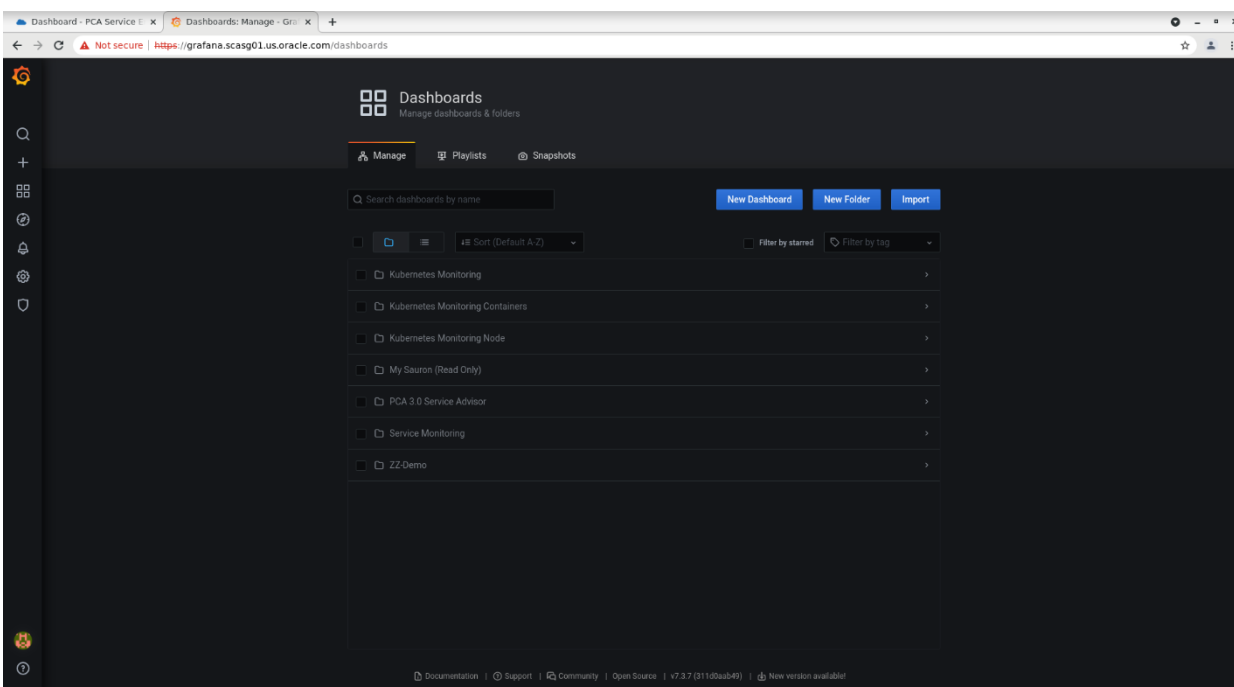 Dashboard - PCA Service E x Dashboards: Manage - Gra x +
Not secure | https://grafana.scasg01.us.oracle.com/dashboards
Dashboards
Manage dashboards & folders
Manage Playlists Snapshots
Search dashboards by name New Dashboard New Folder Import
Sort (Default A-Z) Filter by starred Filter by tag
Kubernetes Monitoring
Kubernetes Monitoring Containers
Kubernetes Monitoring Node
My Sauron (Read Only)
PCA 3.0 Service Advisor
Service Monitoring
ZZ-Demo
Documentation | Support | Community | Open Source | v7.3.7 (311d0aab49) | New version available!